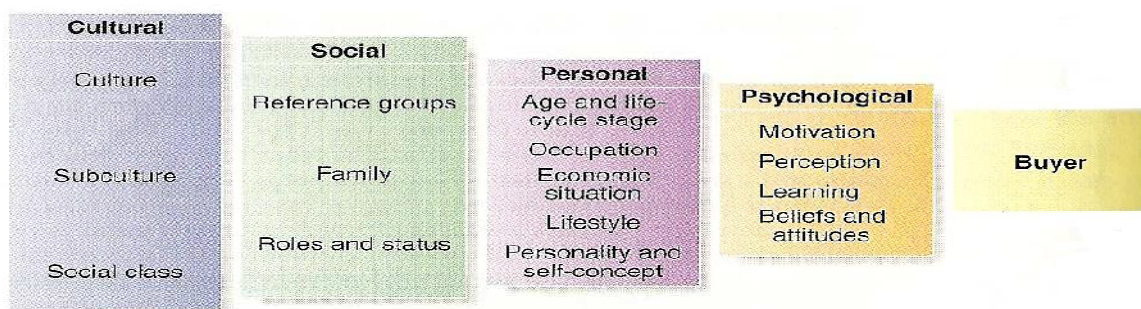 Cultural
Culture
Subculture
Social class
Social
Reference groups
Family
Roles and status
Personal
Age and life-
cycle stage
Occupation
Economic
situation
Lifestyle
Personality and
self-concept
Psychological
Motivation
Perception
Learning
Beliefs and
attitudes
Buyer